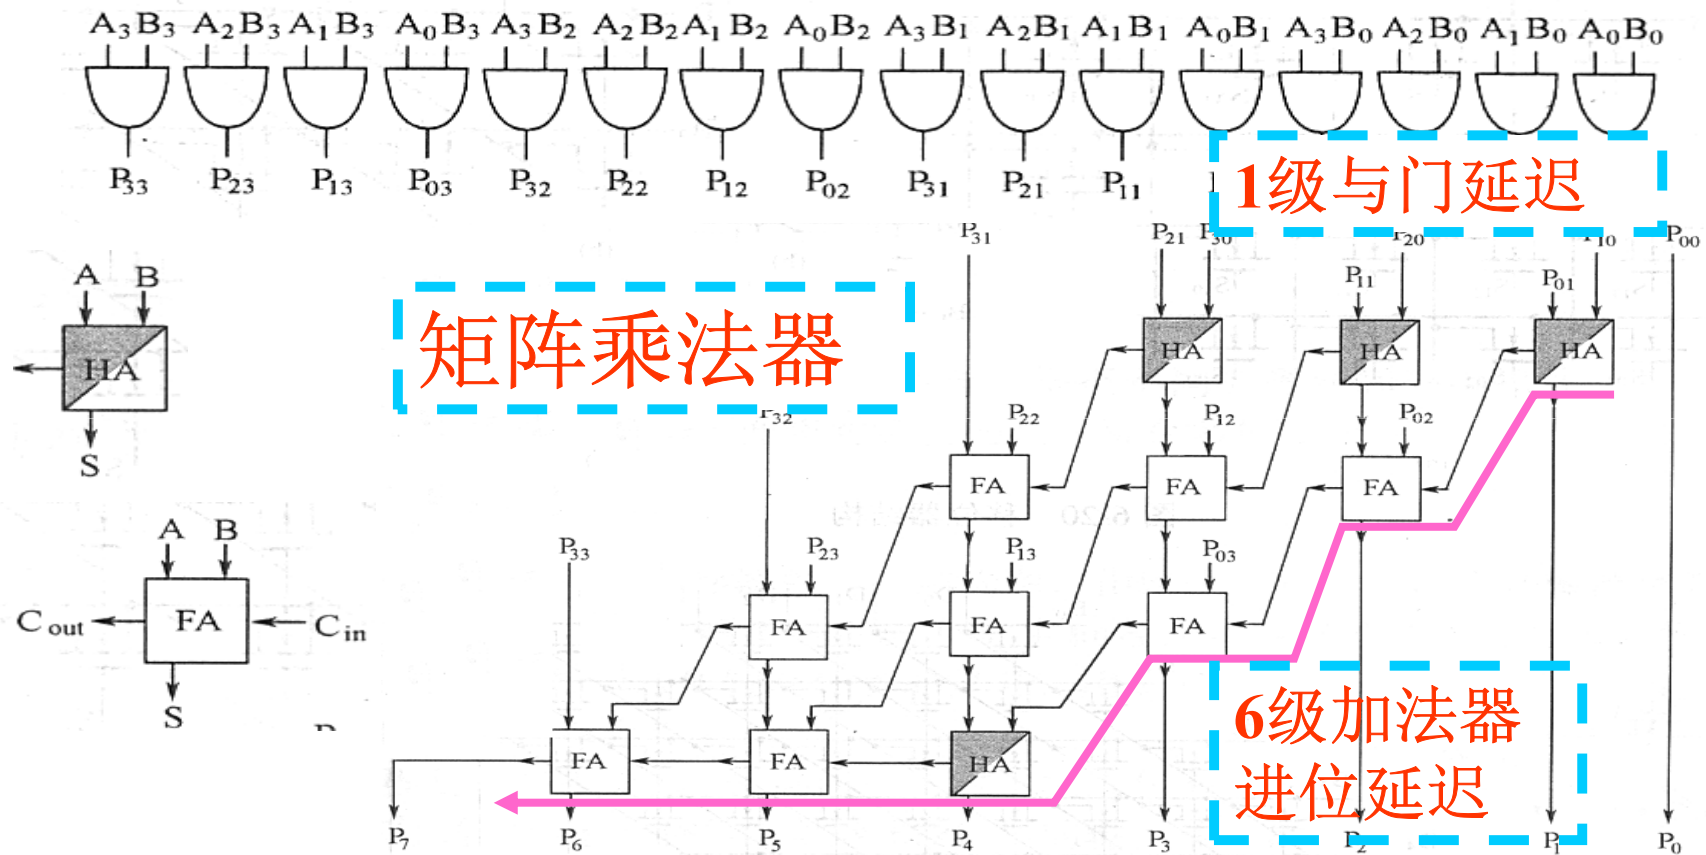 A₃B₃ A₂B₃ A₁B₃ A₀B₃ A₃B₂ A₂B₂ A₁B₂ A₀B₂ A₃B₁ A₂B₁ A₁B₁ A₀B₁ A₃B₀ A₂B₀ A₁B₀ A₀B₀
P₃₃ P₂₃ P₁₃ P₀₃ P₃₂ P₂₂ P₁₂ P₀₂ P₃₁ P₂₁ P₁₁
1级与门延迟
P₃₁ P₂₁ P₃₀ P₂₀ P₁₀ P₀₀
A B
P₁₁ P₀₁
矩阵乘法器
HA
HA HA HA
S
P₃₂ P₂₂ P₁₂ P₀₂
FA FA FA
A B
P₃₃ P₂₃ P₁₃ P₀₃
Cout FA Cin
FA FA FA
S
6级加法器
进位延迟
FA FA HA
P₇ P₆ P₅ P₄ P₃ P₂ P₁ P₀